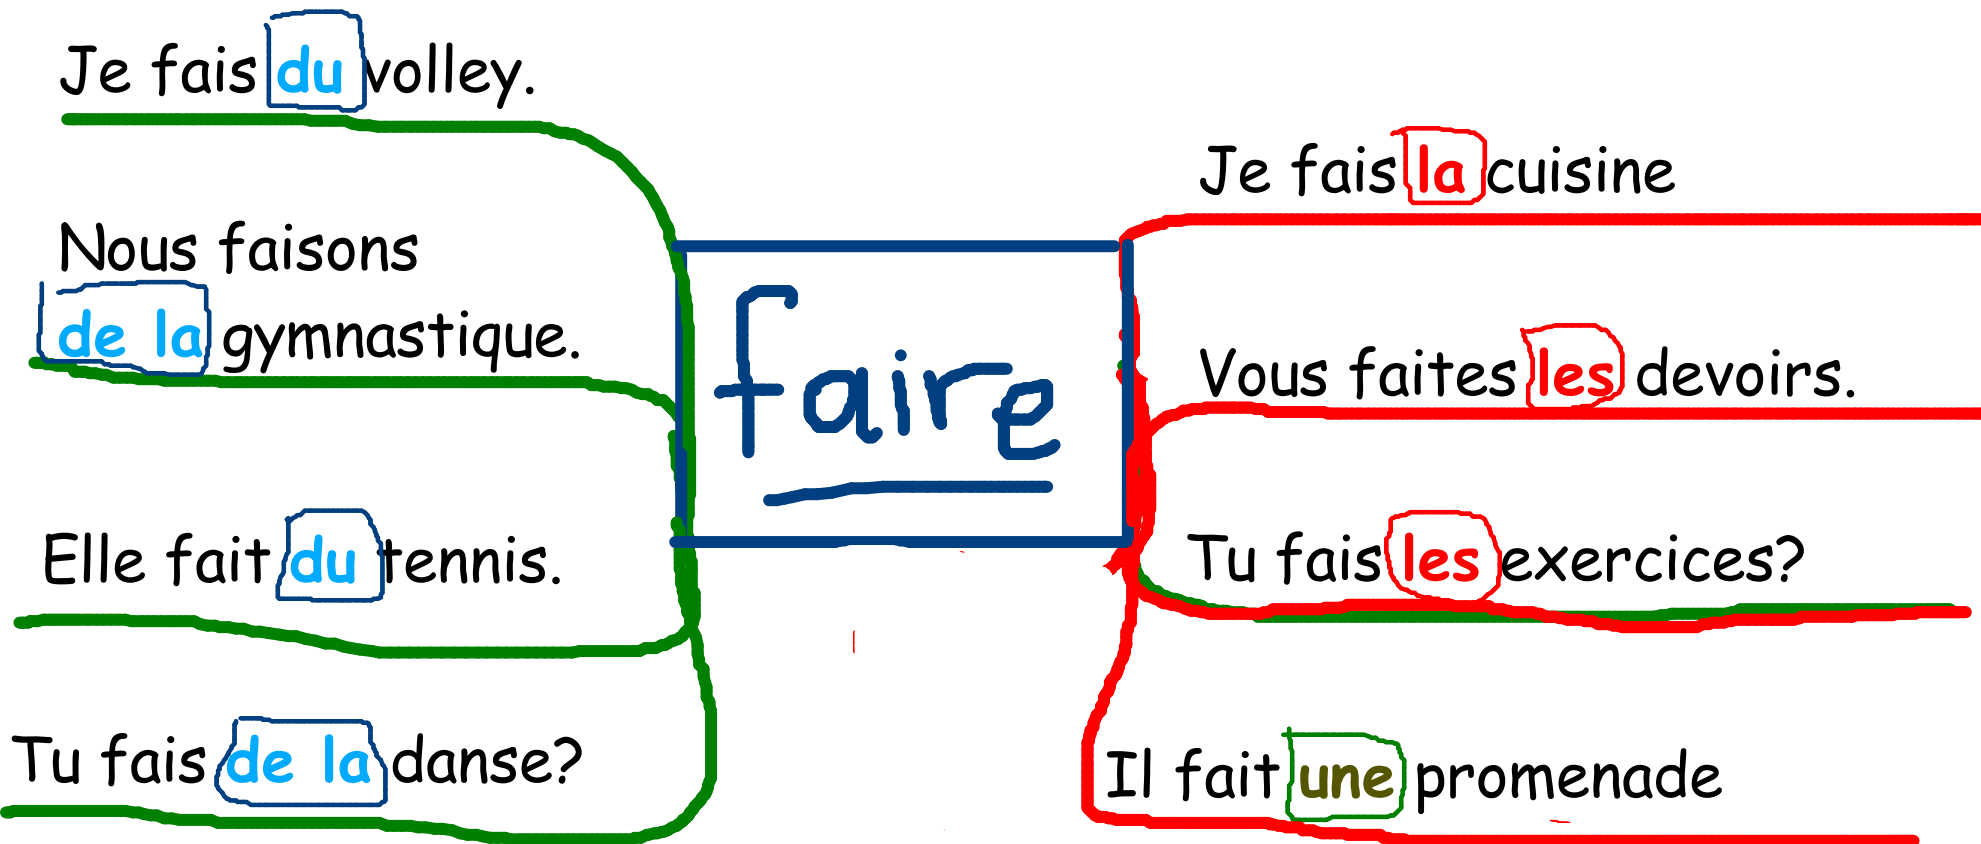 Je fais du volley.
Nous faisons
de la gymnastique.
Elle fait du tennis.
Tu fais de la danse?
faire
Je fais la cuisine
Vous faites les devoirs.
Tu fais les exercices?
Il fait une promenade